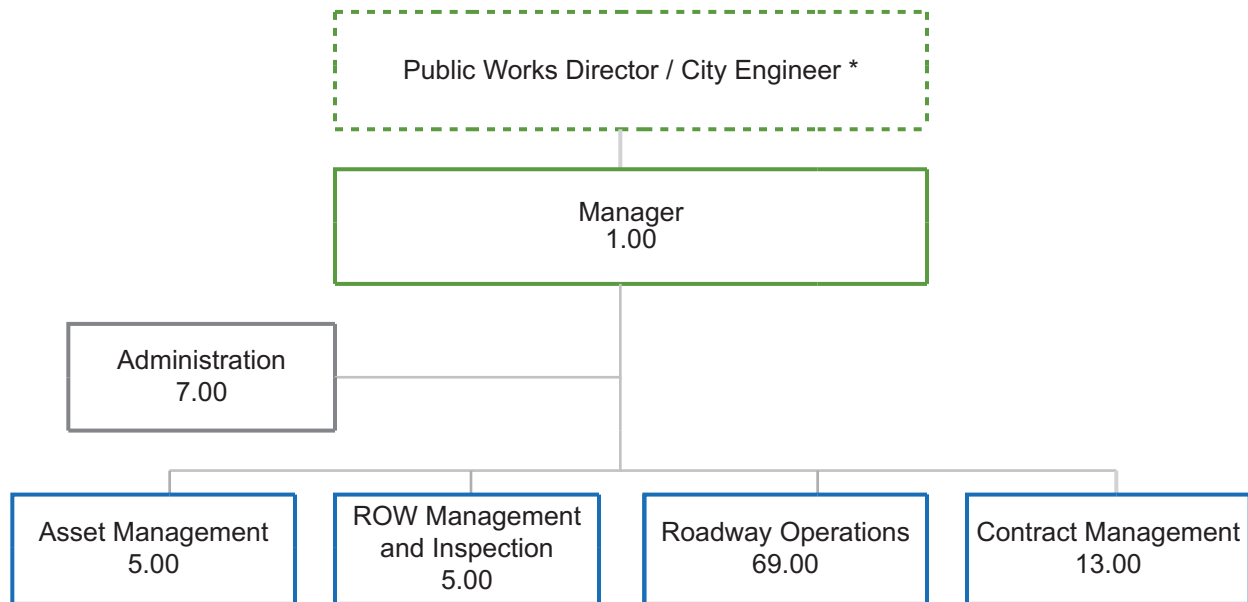 Public Works Director / City Engineer *
Manager
1.00
Administration
7.00
Asset Management
5.00
ROW Management
and Inspection
5.00
Roadway Operations
69.00
Contract Management
13.00